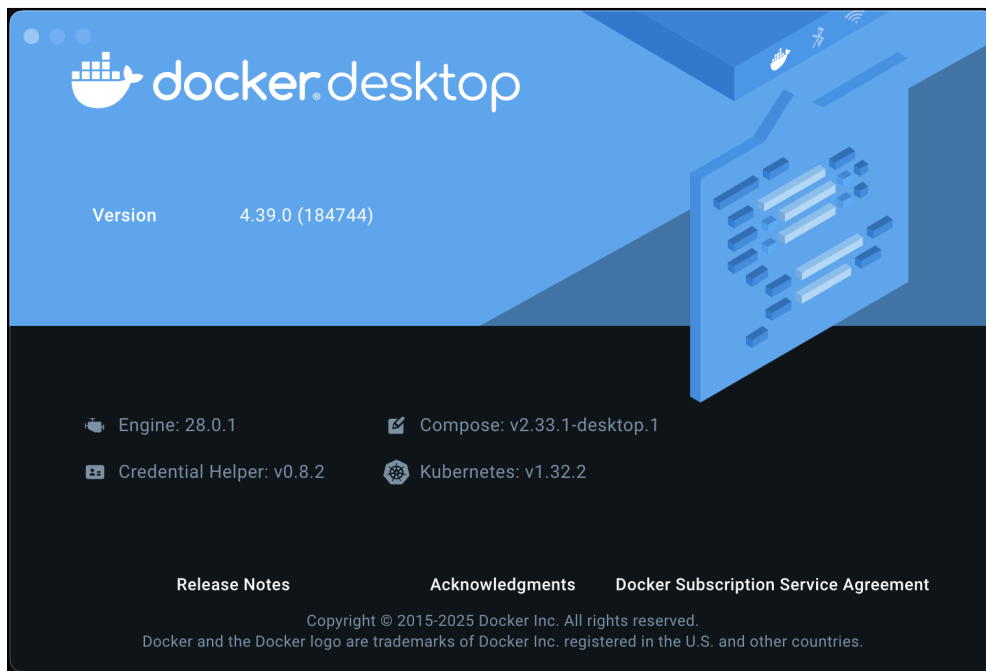 docker® desktop
Version 4.39.0 (184744)
Engine: 28.0.1 Compose: v2.33.1-desktop.1
Credential Helper: v0.8.2 Kubernetes: v1.32.2
Release Notes Acknowledgments Docker Subscription Service Agreement
Copyright © 2015-2025 Docker Inc. All rights reserved.
Docker and the Docker logo are trademarks of Docker Inc. registered in the U.S. and other countries.